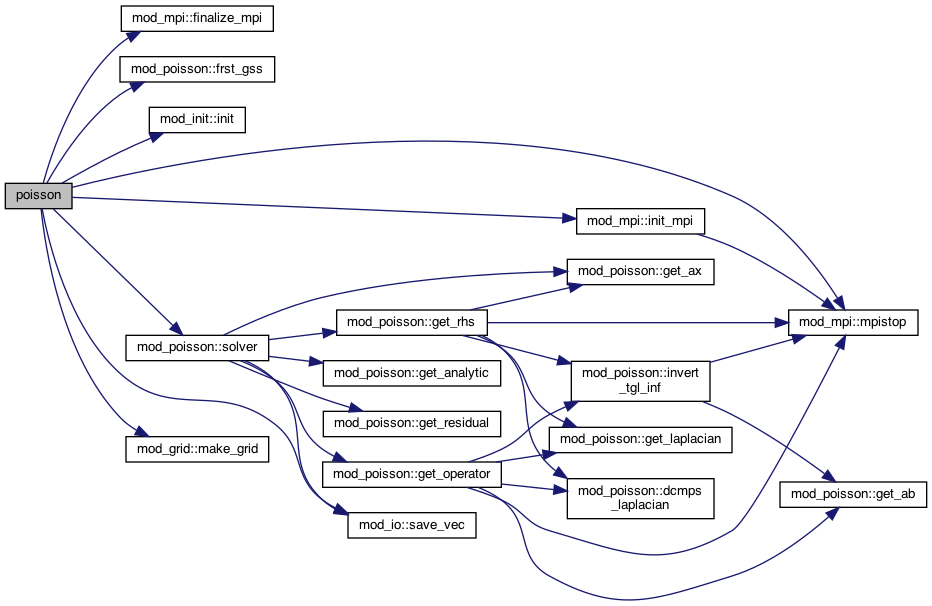 mod_mpi::finalize_mpi
mod_poisson::frst_gss
mod_init::init
poisson
mod_mpi::init_mpi
mod_poisson::get_ax
mod_poisson::get_rhs
mod_mpi::mpistop
mod_poisson::solver
mod_poisson::get_analytic
mod_poisson::invert
_tgl_inf
mod_poisson::get_residual
mod_poisson::get_laplacian
mod_grid::make_grid
mod_poisson::get_operator
mod_poisson::dcmps
_laplacian
mod_poisson::get_ab
mod_io::save_vec